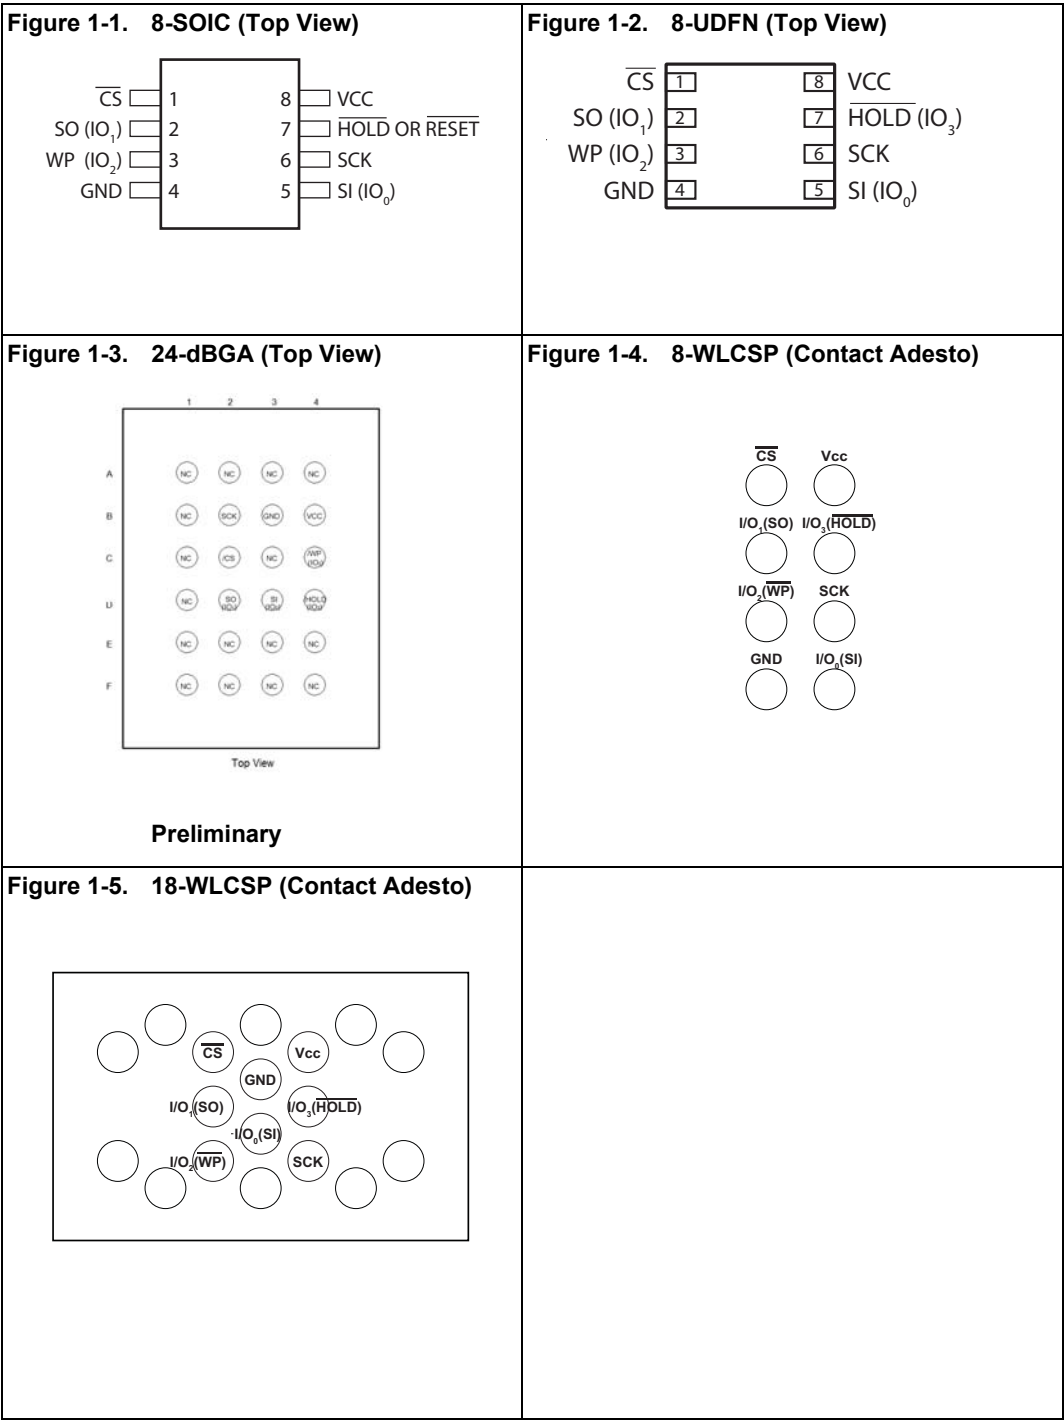 Figure 1-1. 8-SOIC (Top View)
CS 1 8 VCC
SO (IO1) 2 7 HOLD OR RESET
WP (IO2) 3 6 SCK
GND 4 5 SI (IO0)
Figure 1-2. 8-UDFN (Top View)
CS 1 8 VCC
SO (IO1) 2 7 HOLD (IO3)
WP (IO2) 3 6 SCK
GND 4 5 SI (IO0)
Figure 1-3. 24-dBGA (Top View)
1 2 3 4
A NC NC NC NC
B NC SCK GND VCC
C NC /CS NC /WP
D NC SO SI /HOLD
E NC NC NC NC
F NC NC NC NC
Top View
Preliminary
Figure 1-4. 8-WLCSP (Contact Adesto)
CS Vcc
I/O1(SO) I/O3(HOLD)
I/O2(WP) SCK
GND I/O0(SI)
Figure 1-5. 18-WLCSP (Contact Adesto)
CS Vcc
GND
I/O1(SO) I/O3(HOLD)
I/O0(SI)
I/O2(WP) SCK